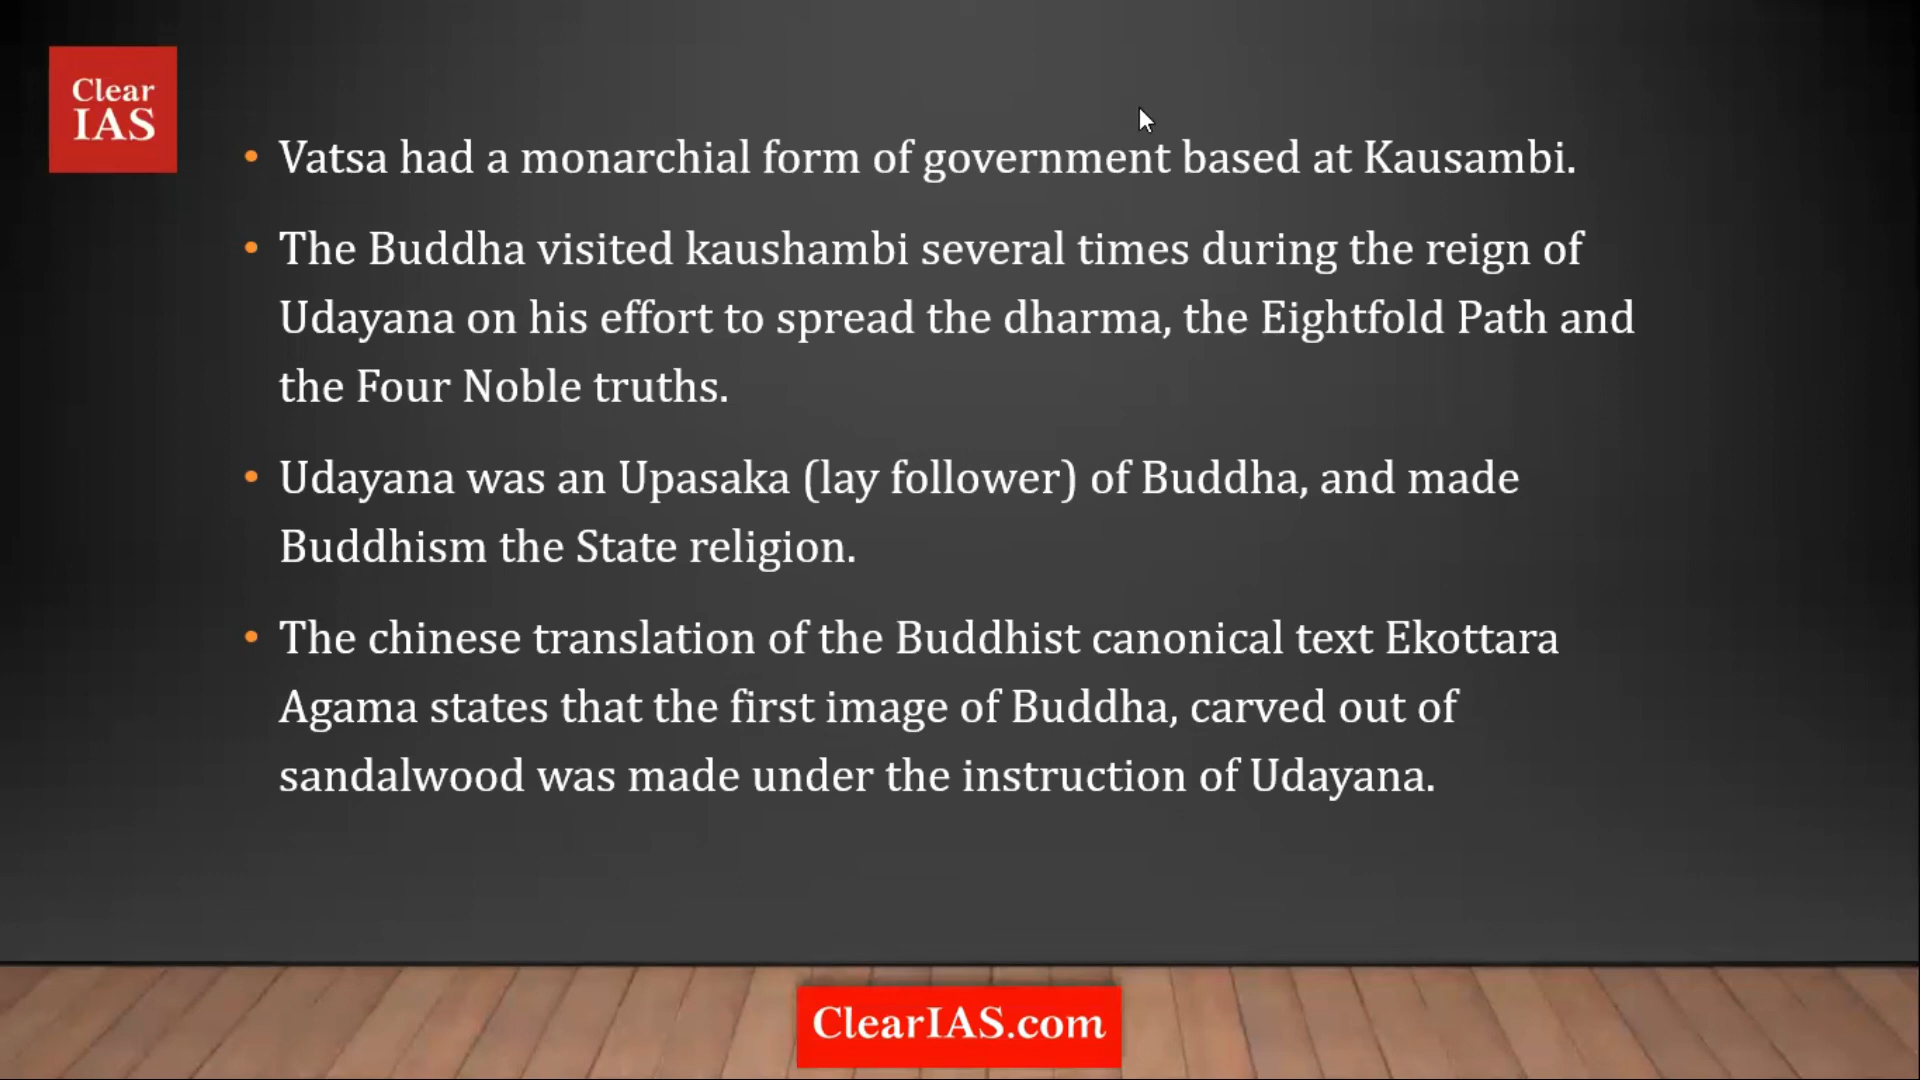 Clear
IAS
• Vatsa had a monarchial form of government based at Kausambi.
• The Buddha visited kaushambi several times during the reign of
Udayana on his effort to spread the dharma, the Eightfold Path and
the Four Noble truths.
• Udayana was an Upasaka (lay follower) of Buddha, and made
Buddhism the State religion.
• The chinese translation of the Buddhist canonical text Ekottara
Agama states that the first image of Buddha, carved out of
sandalwood was made under the instruction of Udayana.
ClearIAS.com